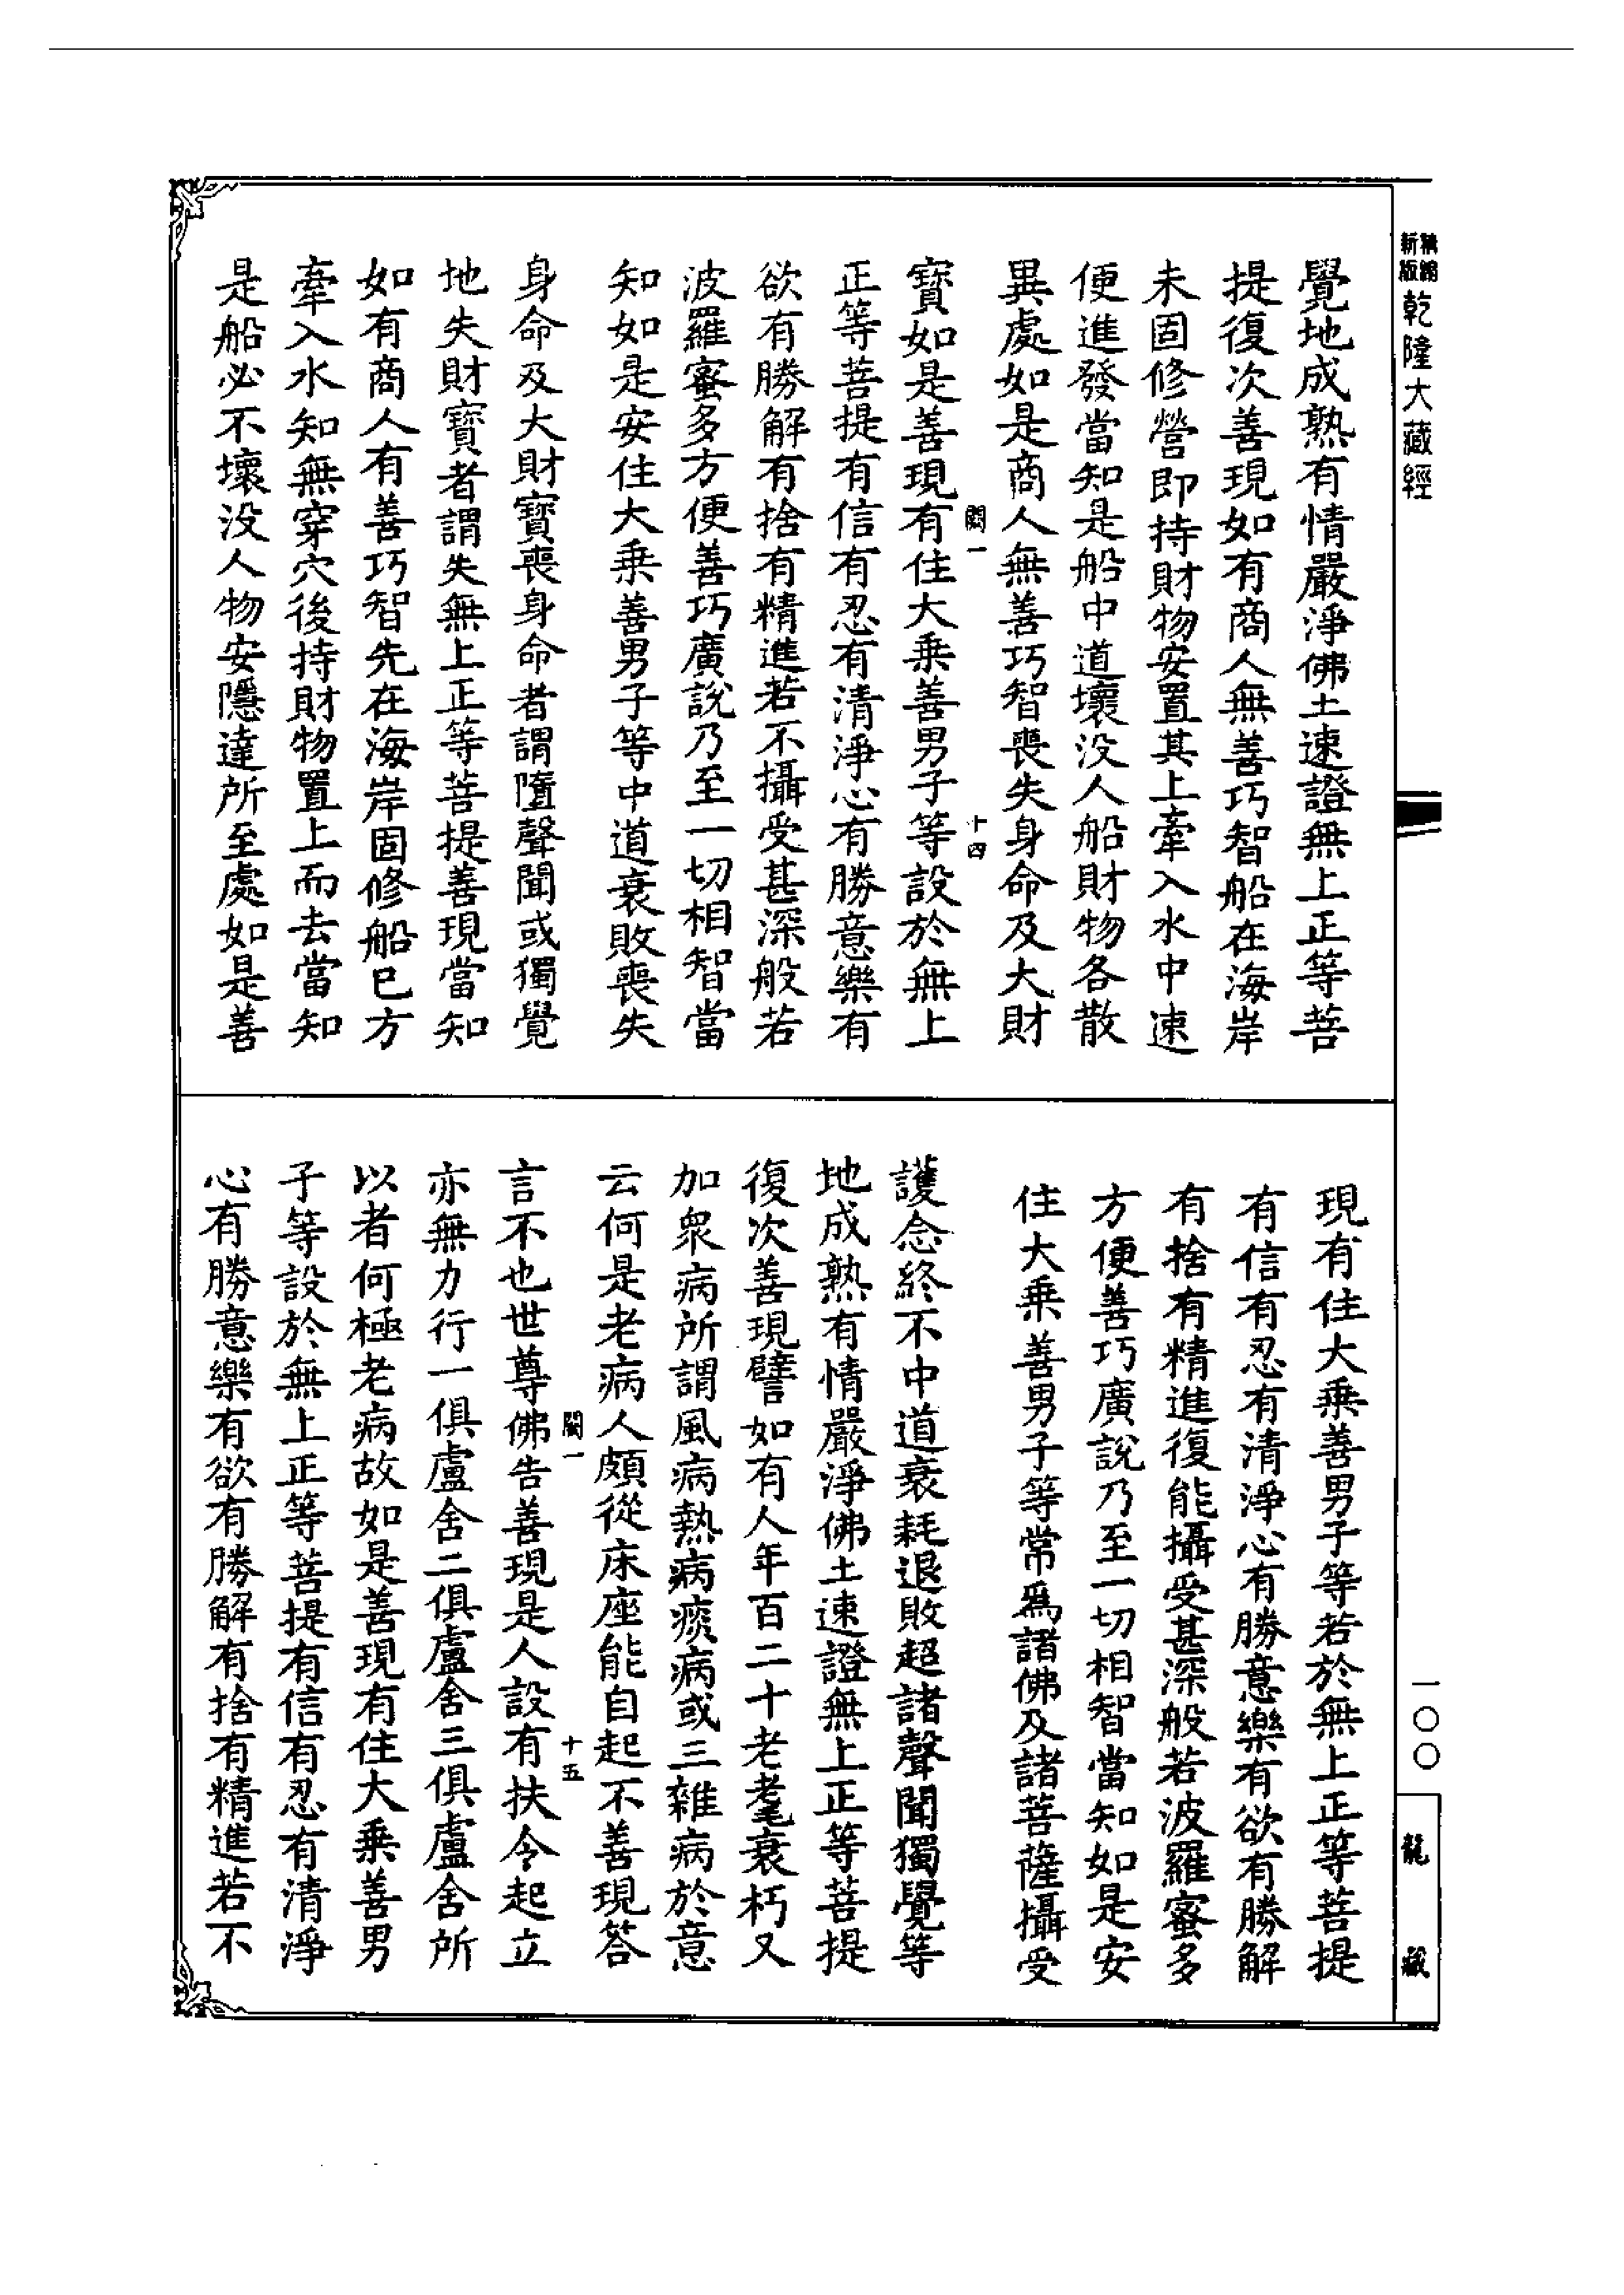 精編
新版
乾隆大藏經
一〇〇
龍藏
覺地成熟有情嚴淨佛土速證無上正等菩
提復次善現如有商人無善巧智船在海岸
未固修營即持財物安置其上牽入水中速
便進發當知是船中道壞没人船財物各散
異處如是商人無善巧智喪失身命及大財
闕一
十四
寶如是善現有住大乘善男子等設於無上
正等菩提有信有忍有清淨心有勝意樂有
欲有勝解有捨有精進若不攝受甚深般若
波羅蜜多方便善巧廣說乃至一切相智當
知如是安住大乘善男子等中道衰敗喪失
身命及大財寶喪身命者謂墮聲聞或獨覺
地失財寶者謂失無上正等菩提善現當知
如有商人有善巧智先在海岸固修船已方
牽入水知無穿穴後持財物置上而去當知
是船必不壞没人物安隱達所至處如是善
現有住大乘善男子等若於無上正等菩提
有信有忍有清淨心有勝意樂有欲有勝解
有捨有精進復能攝受甚深般若波羅蜜多
方便善巧廣說乃至一切相智當知如是安
住大乘善男子等常爲諸佛及諸菩薩攝受
護念終不中道衰耗退敗超諸聲聞獨覺等
地成熟有情嚴淨佛土速證無上正等菩提
復次善現譬如有人年百二十老耄衰朽又
加衆病所謂風病熱病痰病或三雜病於意
云何是老病人頗從床座能自起不善現答
闕一
十五
言不也世尊佛告善現是人設有扶令起立
亦無力行一俱盧舍二俱盧舍三俱盧舍所
以者何極老病故如是善現有住大乘善男
子等設於無上正等菩提有信有忍有清淨
心有勝意樂有欲有勝解有捨有精進若不